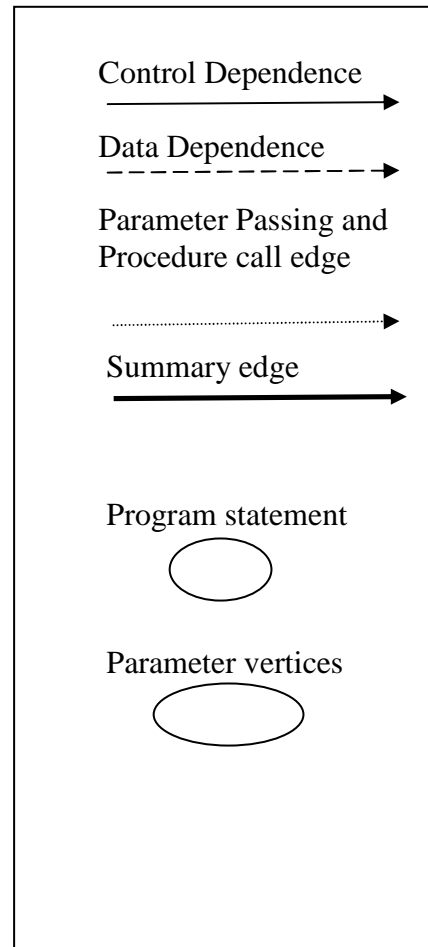 Control Dependence
Data Dependence
Parameter Passing and
Procedure call edge
Summary edge
Program statement
Parameter vertices